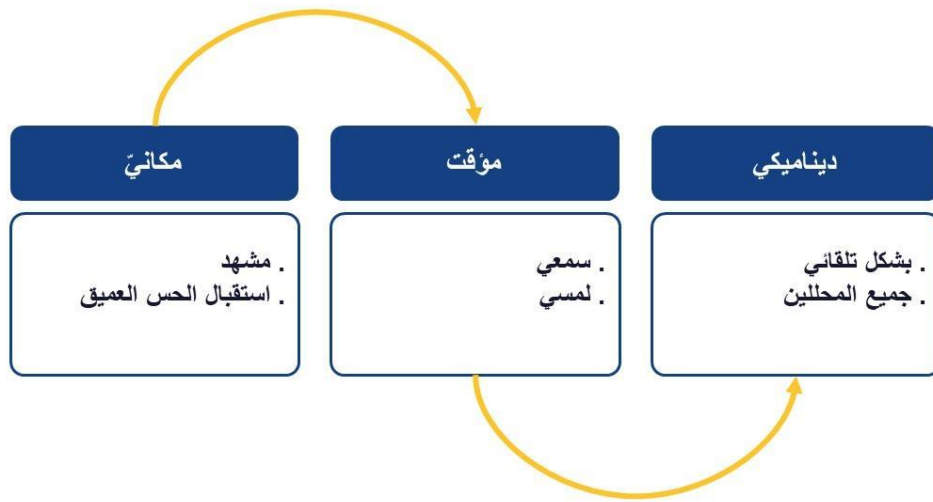 مكانيّ
. مشهد
. استقبال الحس العميق
مؤقت
. سمعي
. لمسي
ديناميكي
. بشكل تلقائي
. جميع المحللين